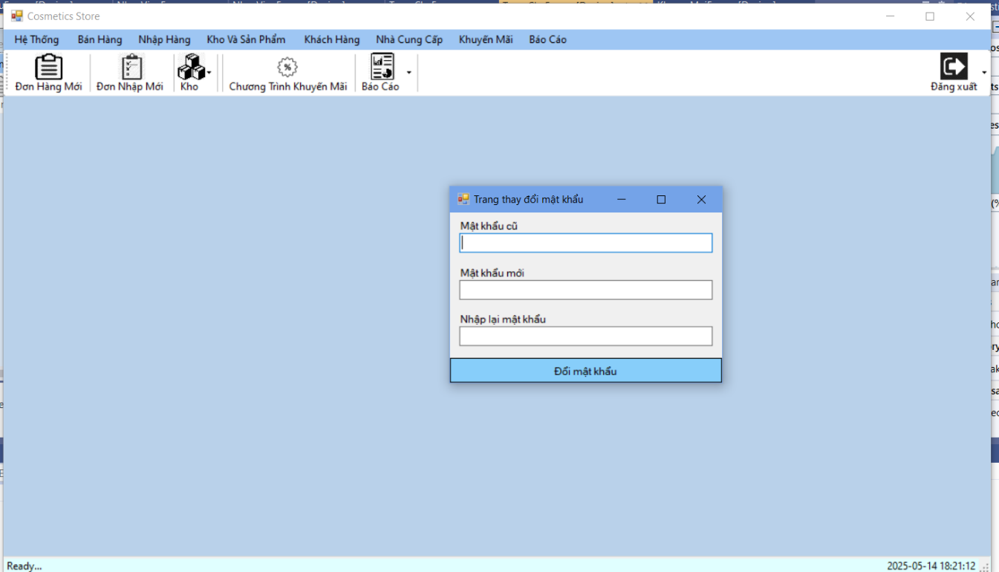 Cosmetics Store
Hệ Thống Bán Hàng Nhập Hàng Kho Và Sản Phẩm Khách Hàng Nhà Cung Cấp Khuyến Mãi Báo Cáo
Đơn Hàng Mới Đơn Nhập Mới Kho Chương Trình Khuyến Mãi Báo Cáo Đăng xuất
Trang thay đổi mật khẩu
Mật khẩu cũ
Mật khẩu mới
Nhập lại mật khẩu
Đổi mật khẩu
Ready... 2025-05-14 18:21:12